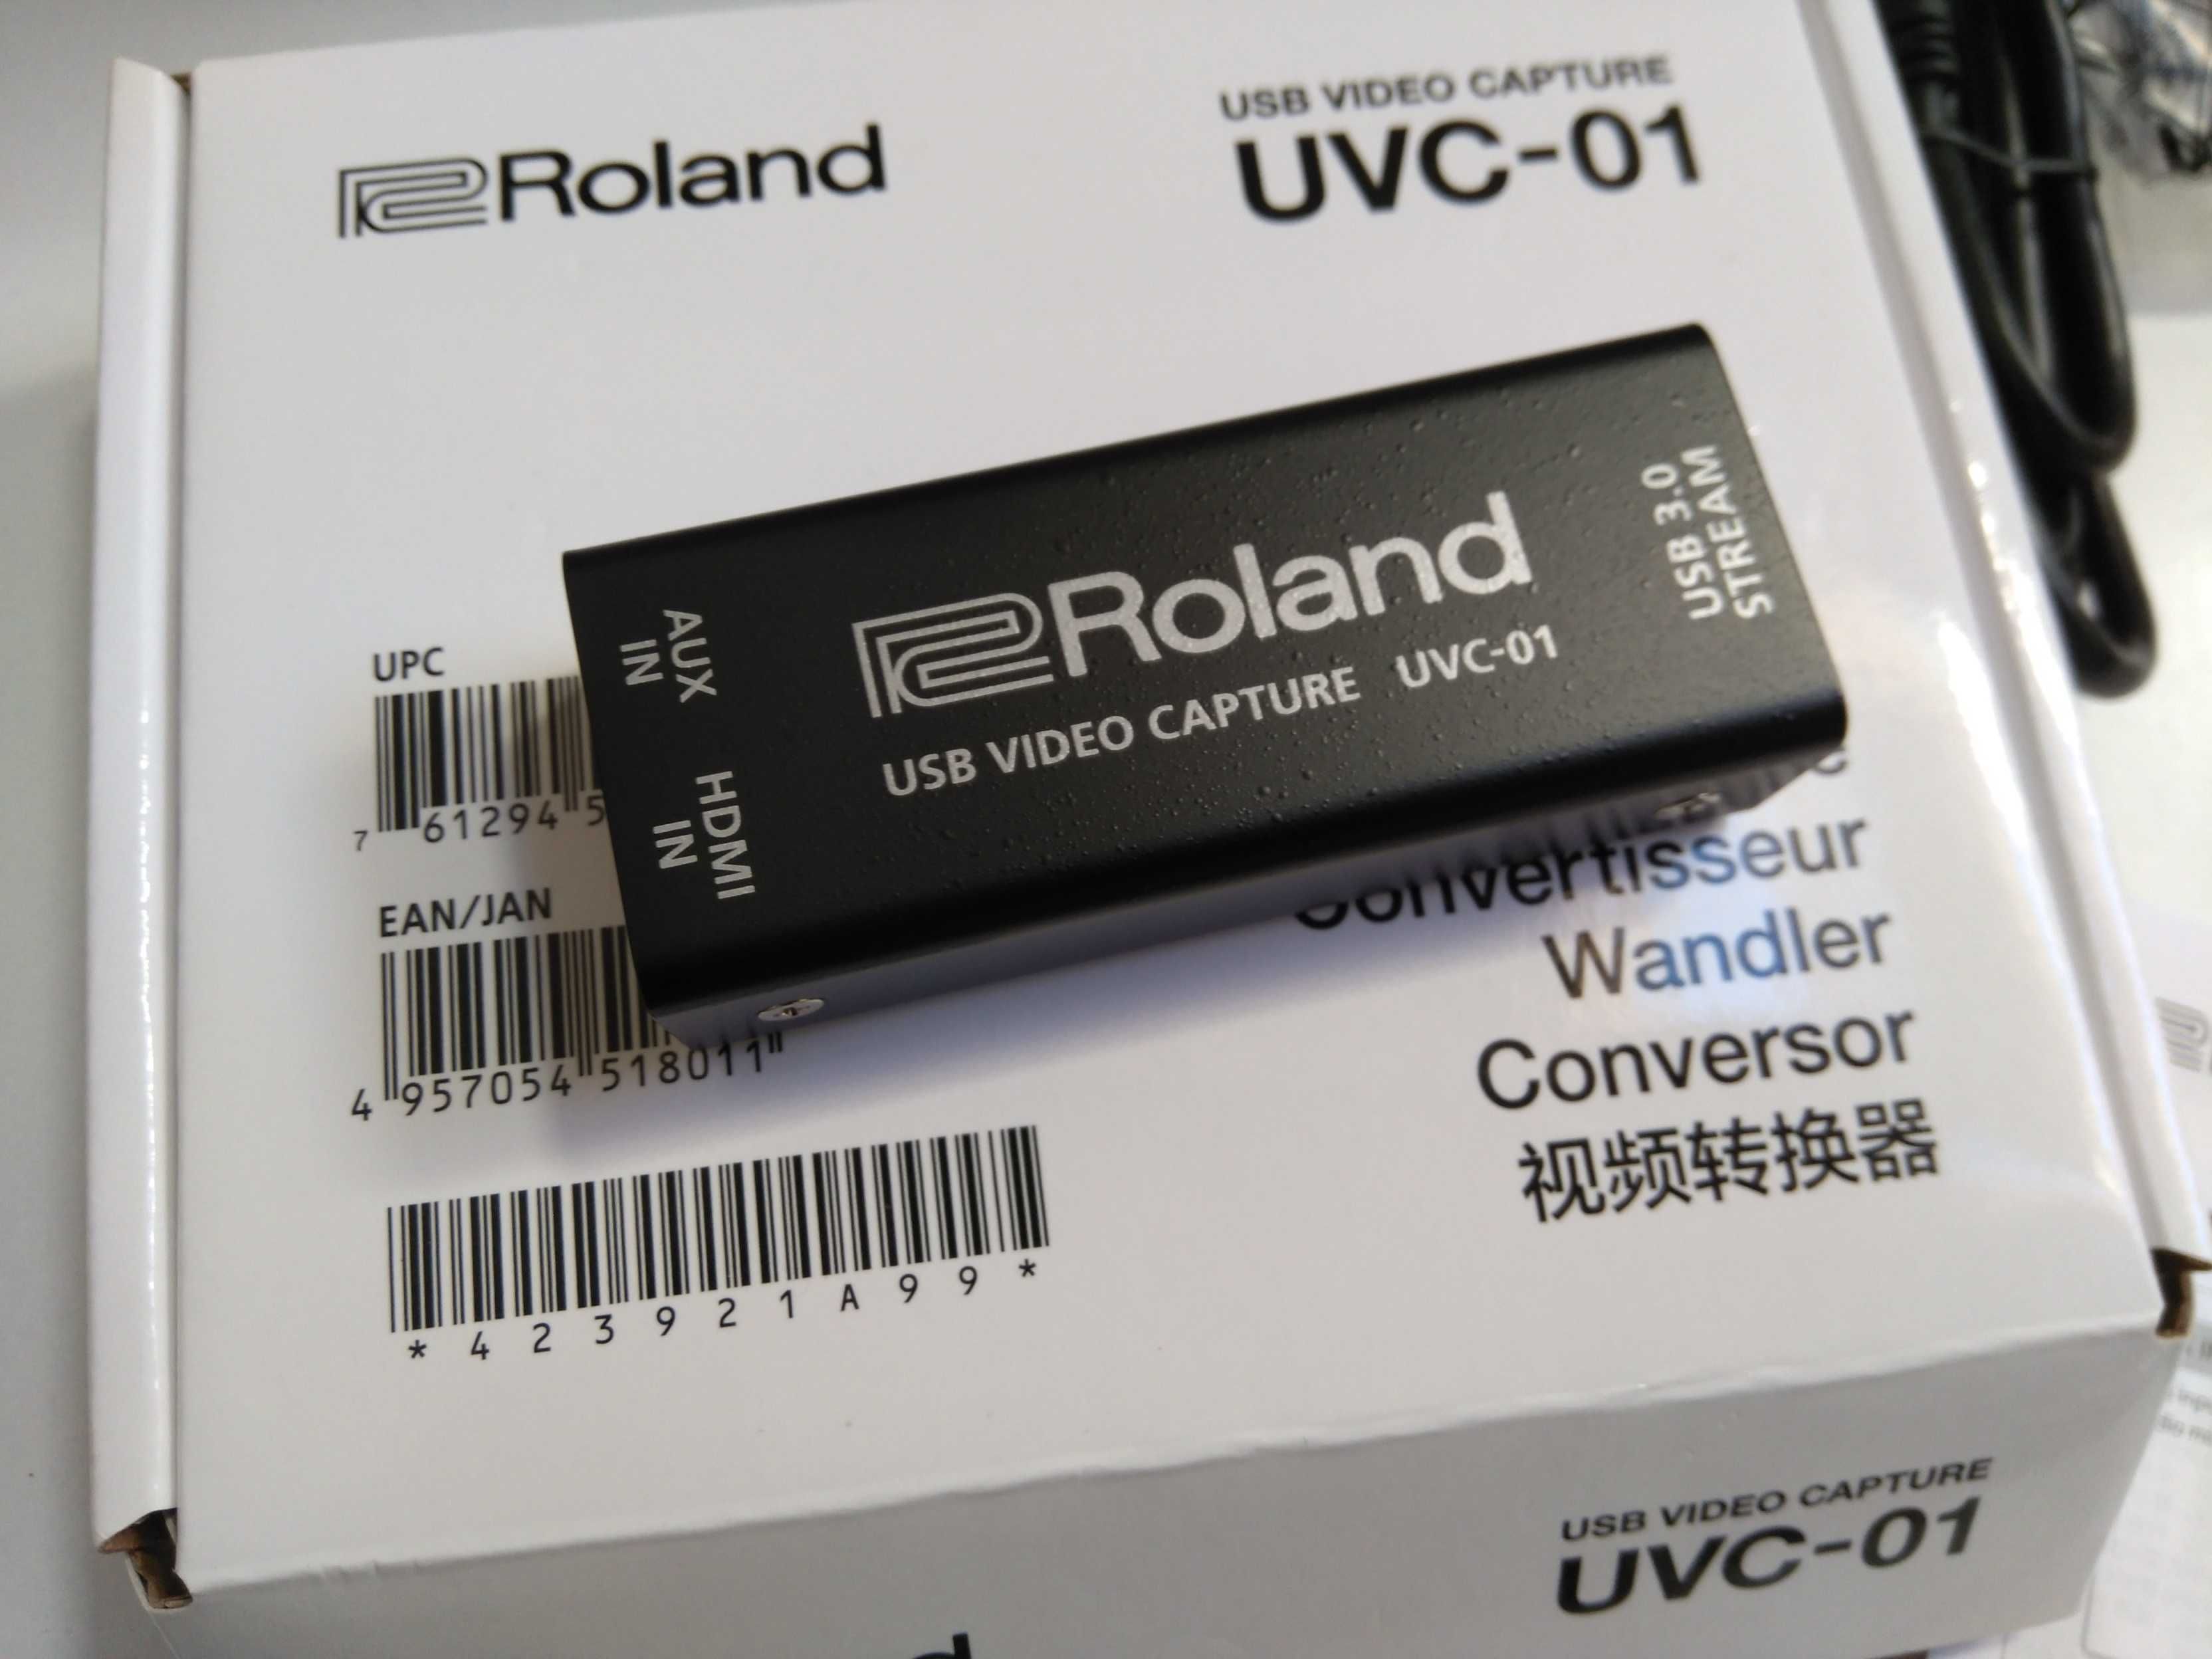 Roland
USB VIDEO CAPTURE
UVC-01
AUX
IN
HDMI
IN
Roland
USB VIDEO CAPTURE UVC-01
USB 3.0
STREAM
UPC
7 61294 5
EAN/JAN
4 957054 518011
*423921A99*
Convertisseur
Wandler
Conversor
视频转换器
USB VIDEO CAPTURE
UVC-01